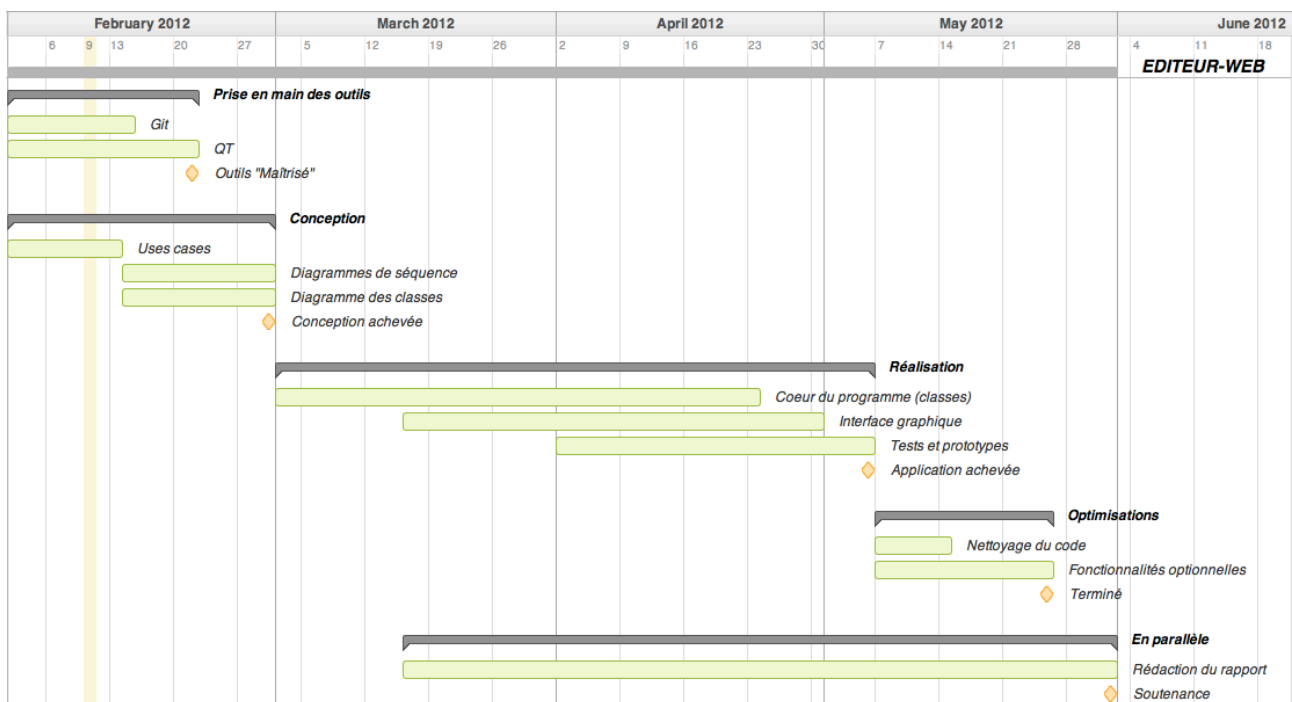 February 2012 March 2012 April 2012 May 2012 June 2012
6 9 13 20 27 5 12 19 26 2 9 16 23 30 7 14 21 28 4 11 18
EDITEUR-WEB
Prise en main des outils
Git
QT
Outils "Maîtrisé"
Conception
Uses cases
Diagrammes de séquence
Diagramme des classes
Conception achevée
Réalisation
Coeur du programme (classes)
Interface graphique
Tests et prototypes
Application achevée
Optimisations
Nettoyage du code
Fonctionnalités optionnelles
Terminé
En parallèle
Rédaction du rapport
Soutenance